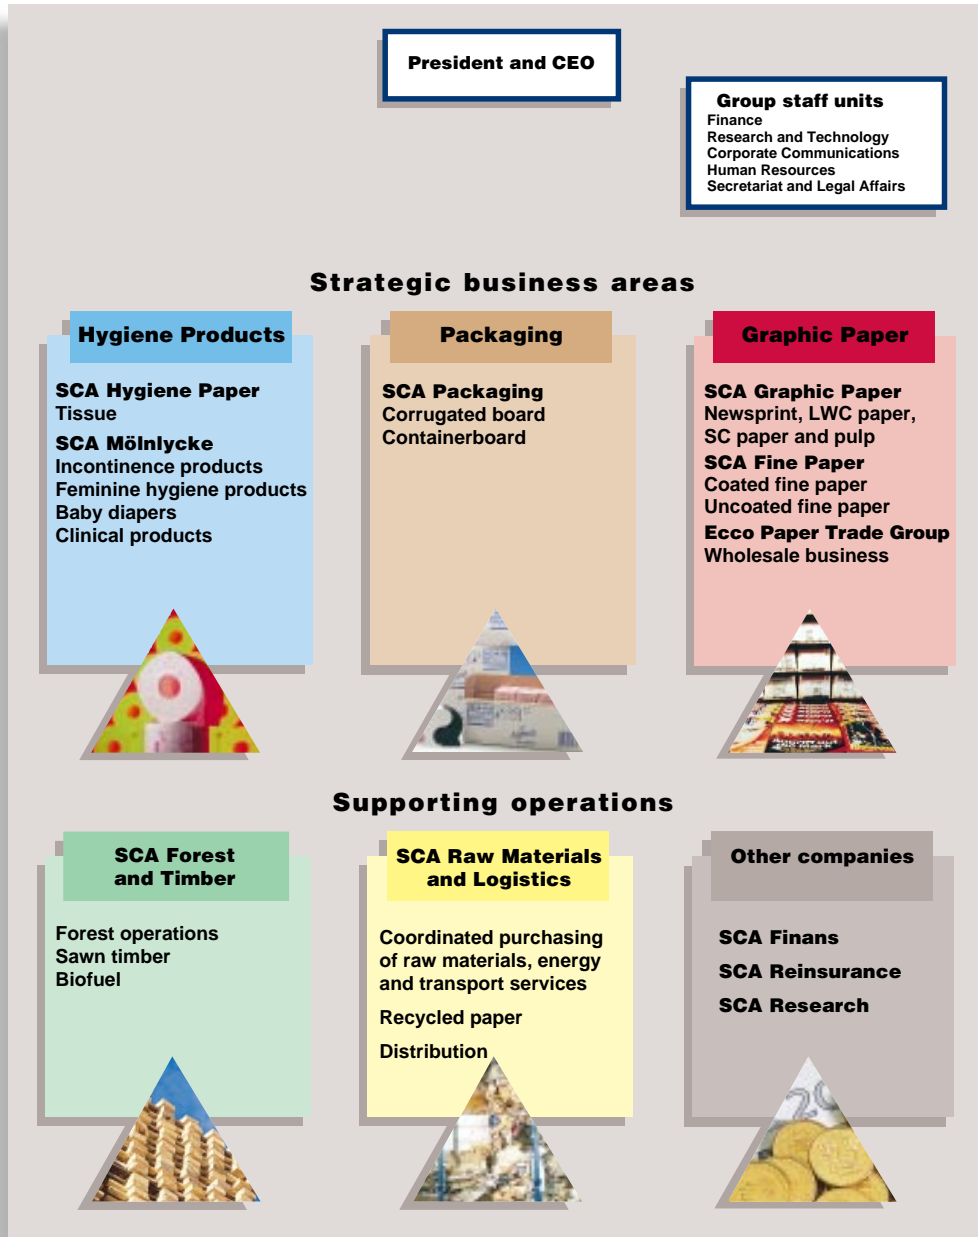 President and CEO
Group staff units
Finance
Research and Technology
Corporate Communications
Human Resources
Secretariat and Legal Affairs
Strategic business areas
Hygiene Products
SCA Hygiene Paper
Tissue
SCA Mölnlycke
Incontinence products
Feminine hygiene products
Baby diapers
Clinical products
Packaging
SCA Packaging
Corrugated board
Containerboard
Graphic Paper
SCA Graphic Paper
Newsprint, LWC paper,
SC paper and pulp
SCA Fine Paper
Coated fine paper
Uncoated fine paper
Ecco Paper Trade Group
Wholesale business
Supporting operations
SCA Forest
and Timber
Forest operations
Sawn timber
Biofuel
SCA Raw Materials
and Logistics
Coordinated purchasing
of raw materials, energy
and transport services
Recycled paper
Distribution
Other companies
SCA Finans
SCA Reinsurance
SCA Research